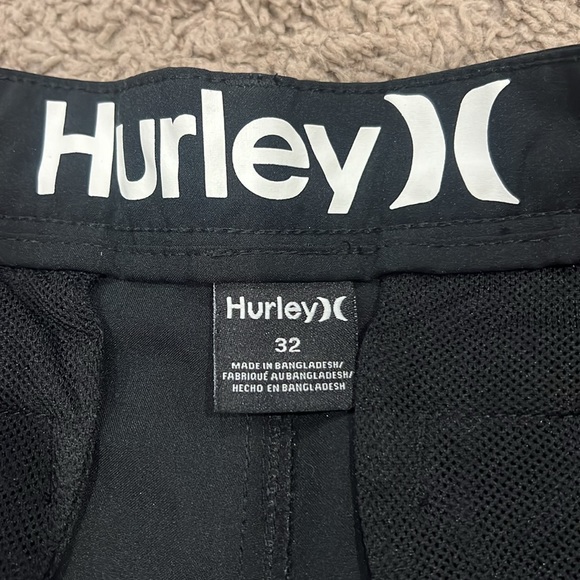 Hurley
Hurley
32
MADE IN BANGLADESH/
FABRIQUÉ AU BANGLADESH/
HECHO EN BANGLADESH